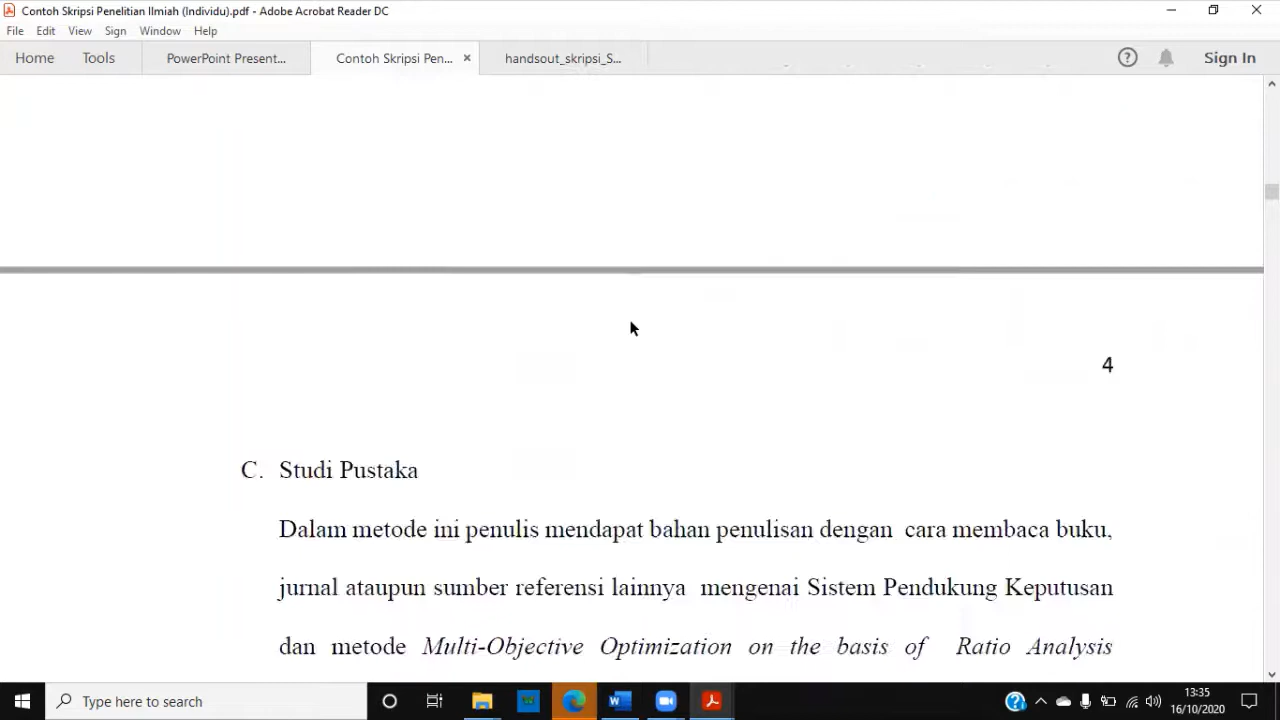 Contoh Skripsi Penelitian Ilmiah (Individu).pdf - Adobe Acrobat Reader DC
File Edit View Sign Window Help
Home Tools PowerPoint Present... Contoh Skripsi Pen... × handsout_skripsi_S... ? Sign In
4
C. Studi Pustaka
Dalam metode ini penulis mendapat bahan penulisan dengan cara membaca buku,
jurnal ataupun sumber referensi lainnya mengenai Sistem Pendukung Keputusan
dan metode Multi-Objective Optimization on the basis of Ratio Analysis
Type here to search
13:35
16/10/2020